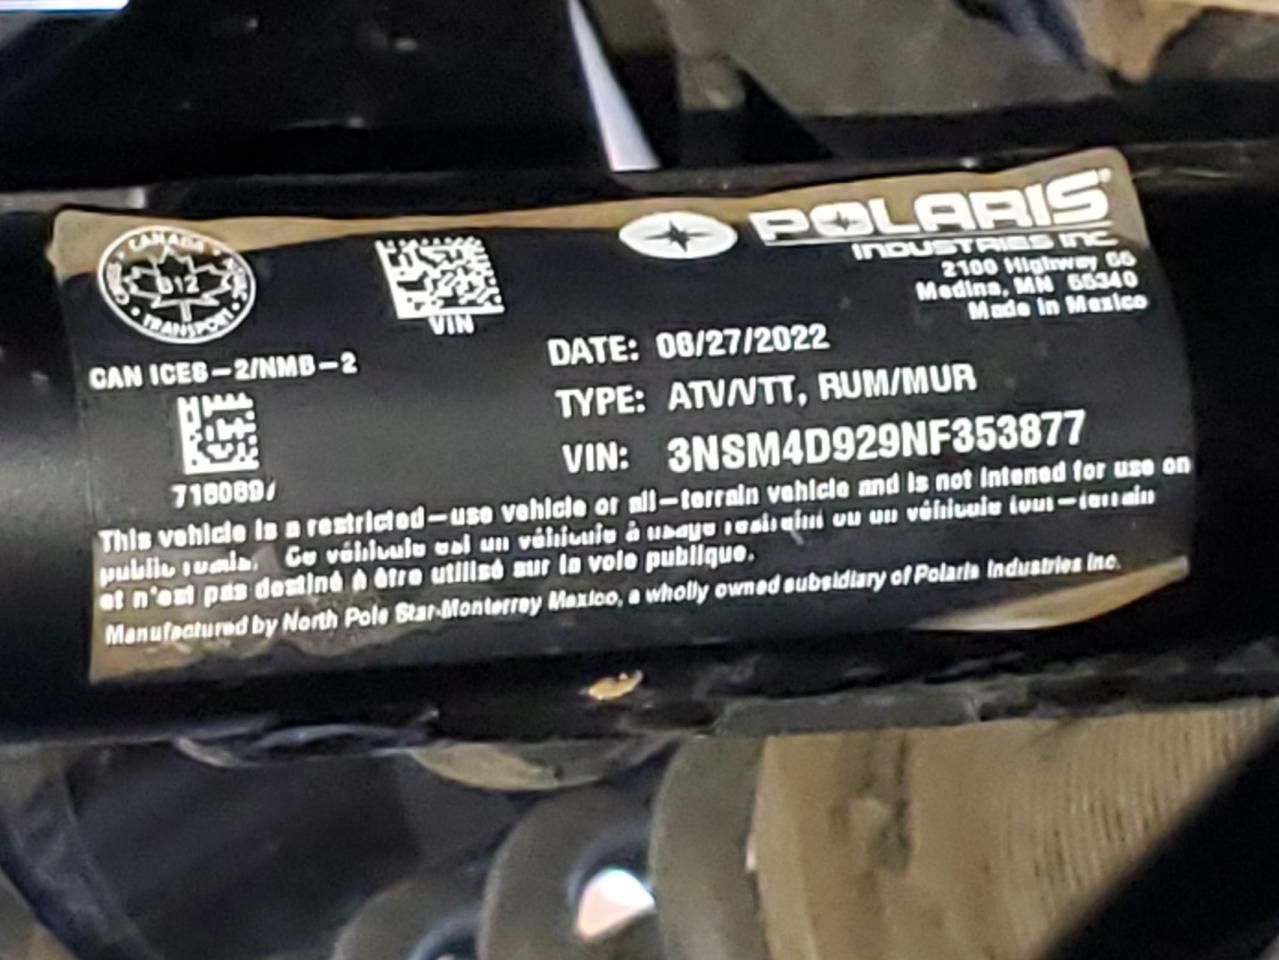 CANADA
012
TRANSPORT
VIN
POLARIS
INDUSTRIES INC
2100 Highway 55
Medina, MN 55340
Made in Mexico
CAN ICES-2/NMB-2
DATE: 06/27/2022
TYPE: ATV/VTT, RUM/MUR
VIN: 3NSM4D929NF353877
This vehicle is a restricted-use vehicle or all-terrain vehicle and is not intened for use on
public roads. Ce véhicule est un véhicule à usage restreint ou un véhicule tout-terrain
et n'est pas destiné à être utilisé sur la voie publique.
Manufactured by North Pole Star-Monterrey Mexico, a wholly owned subsidiary of Polaris Industries Inc.